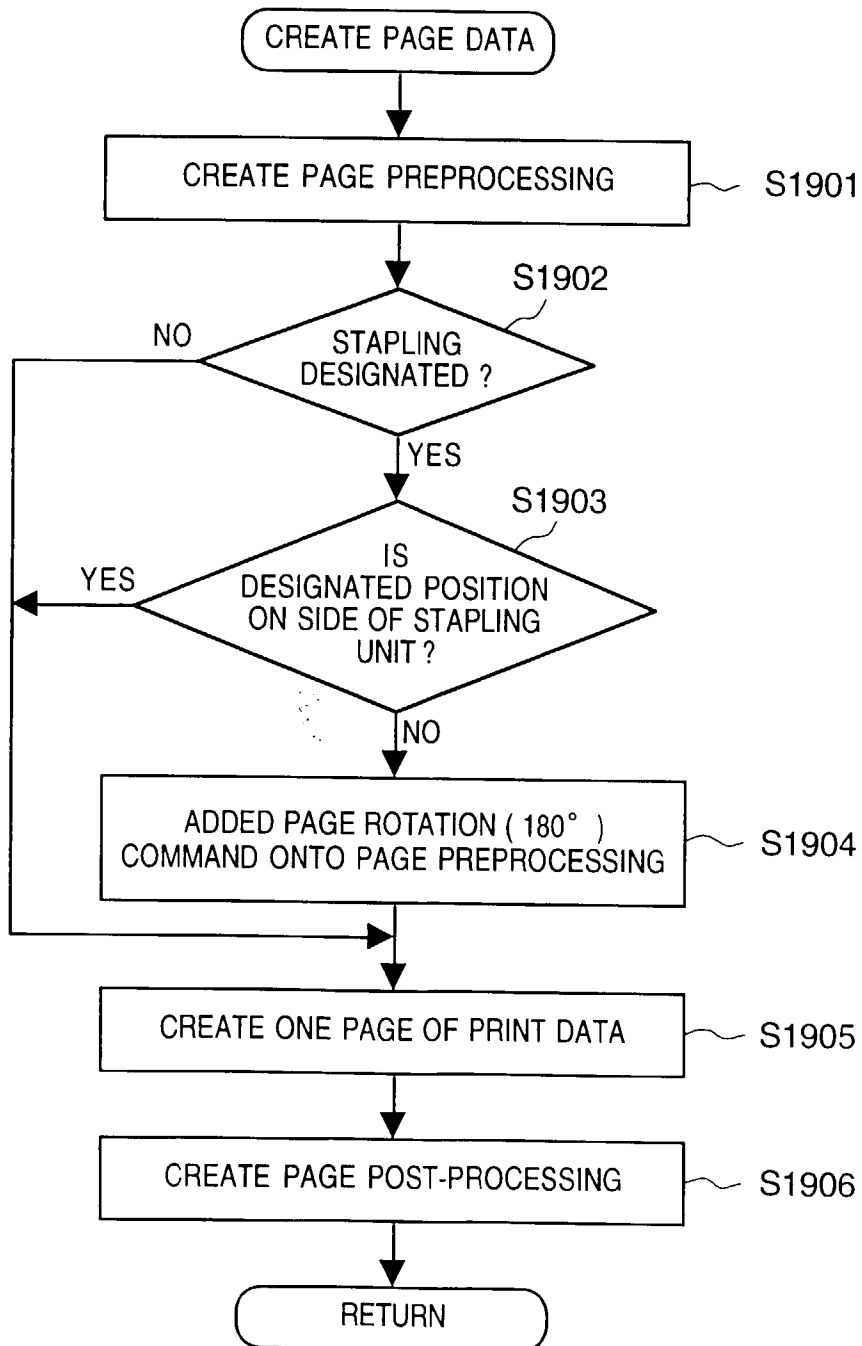 CREATE PAGE DATA
CREATE PAGE PREPROCESSING
S1901
S1902
NO
STAPLING
DESIGNATED ?
YES
S1903
YES
IS
DESIGNATED POSITION
ON SIDE OF STAPLING
UNIT ?
NO
ADDED PAGE ROTATION ( 180° )
COMMAND ONTO PAGE PREPROCESSING
S1904
CREATE ONE PAGE OF PRINT DATA
S1905
CREATE PAGE POST-PROCESSING
S1906
RETURN